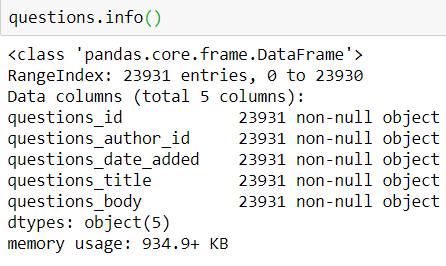 questions.info()
<class 'pandas.core.frame.DataFrame'>
RangeIndex: 23931 entries, 0 to 23930
Data columns (total 5 columns):
questions_id            23931 non-null object
questions_author_id     23931 non-null object
questions_date_added    23931 non-null object
questions_title         23931 non-null object
questions_body          23931 non-null object
dtypes: object(5)
memory usage: 934.9+ KB